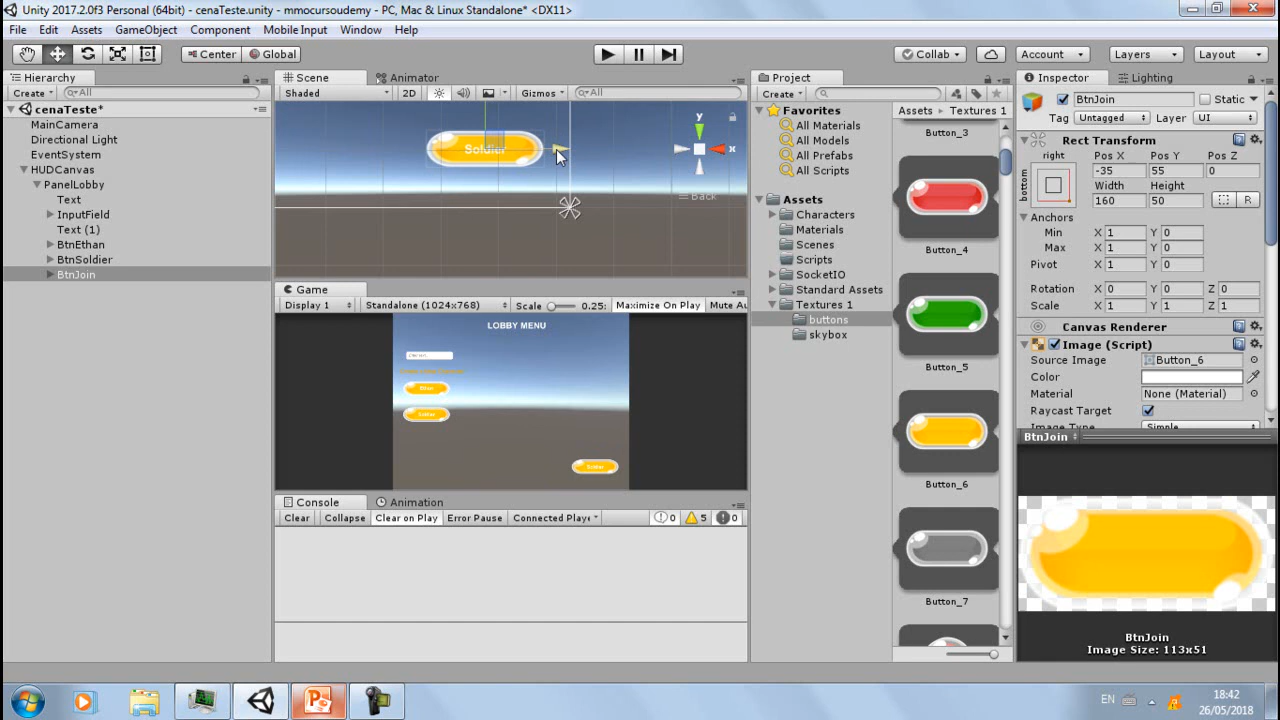 Unity 2017.2.0f3 Personal (64bit) - cenaTeste.unity - mmocursoudemy - PC, Mac & Linux Standalone* <DX11>
File Edit Assets GameObject Component Mobile Input Window Help
Center Global Collab Account Layers Layout
Hierarchy
Create All
cenaTeste*
MainCamera
Directional Light
EventSystem
HUDCanvas
PanelLobby
Text
InputField
Text (1)
BtnEthan
BtnSoldier
BtnJoin
Scene Animator
Shaded 2D Gizmos All
Soldier
y
x
Back
Game
Display 1 Standalone (1024x768) Scale 0.25: Maximize On Play Mute Au
LOBBY MENU
Console Animation
Clear Collapse Clear on Play Error Pause Connected Playe 0 5 0
Project
Create
Favorites
All Materials
All Models
All Prefabs
All Scripts
Assets
Characters
Materials
Scenes
Scripts
SocketIO
Standard Assets
Textures 1
buttons
skybox
Assets Textures 1
Button_3
Button_4
Button_5
Button_6
Button_7
Inspector Lighting
BtnJoin Static
Tag Untagged Layer UI
Rect Transform
right Pos X Pos Y Pos Z
bottom -35 55 0
Width Height
160 50
Anchors
Min X 1 Y 0
Max X 1 Y 0
Pivot X 1 Y 0
Rotation X 0 Y 0 Z 0
Scale X 1 Y 1 Z 1
Canvas Renderer
Image (Script)
Source Image Button_6
Color
Material None (Material)
Raycast Target
Image Type Simple
BtnJoin
BtnJoin
Image Size: 113x51
EN 18:42
26/05/2018